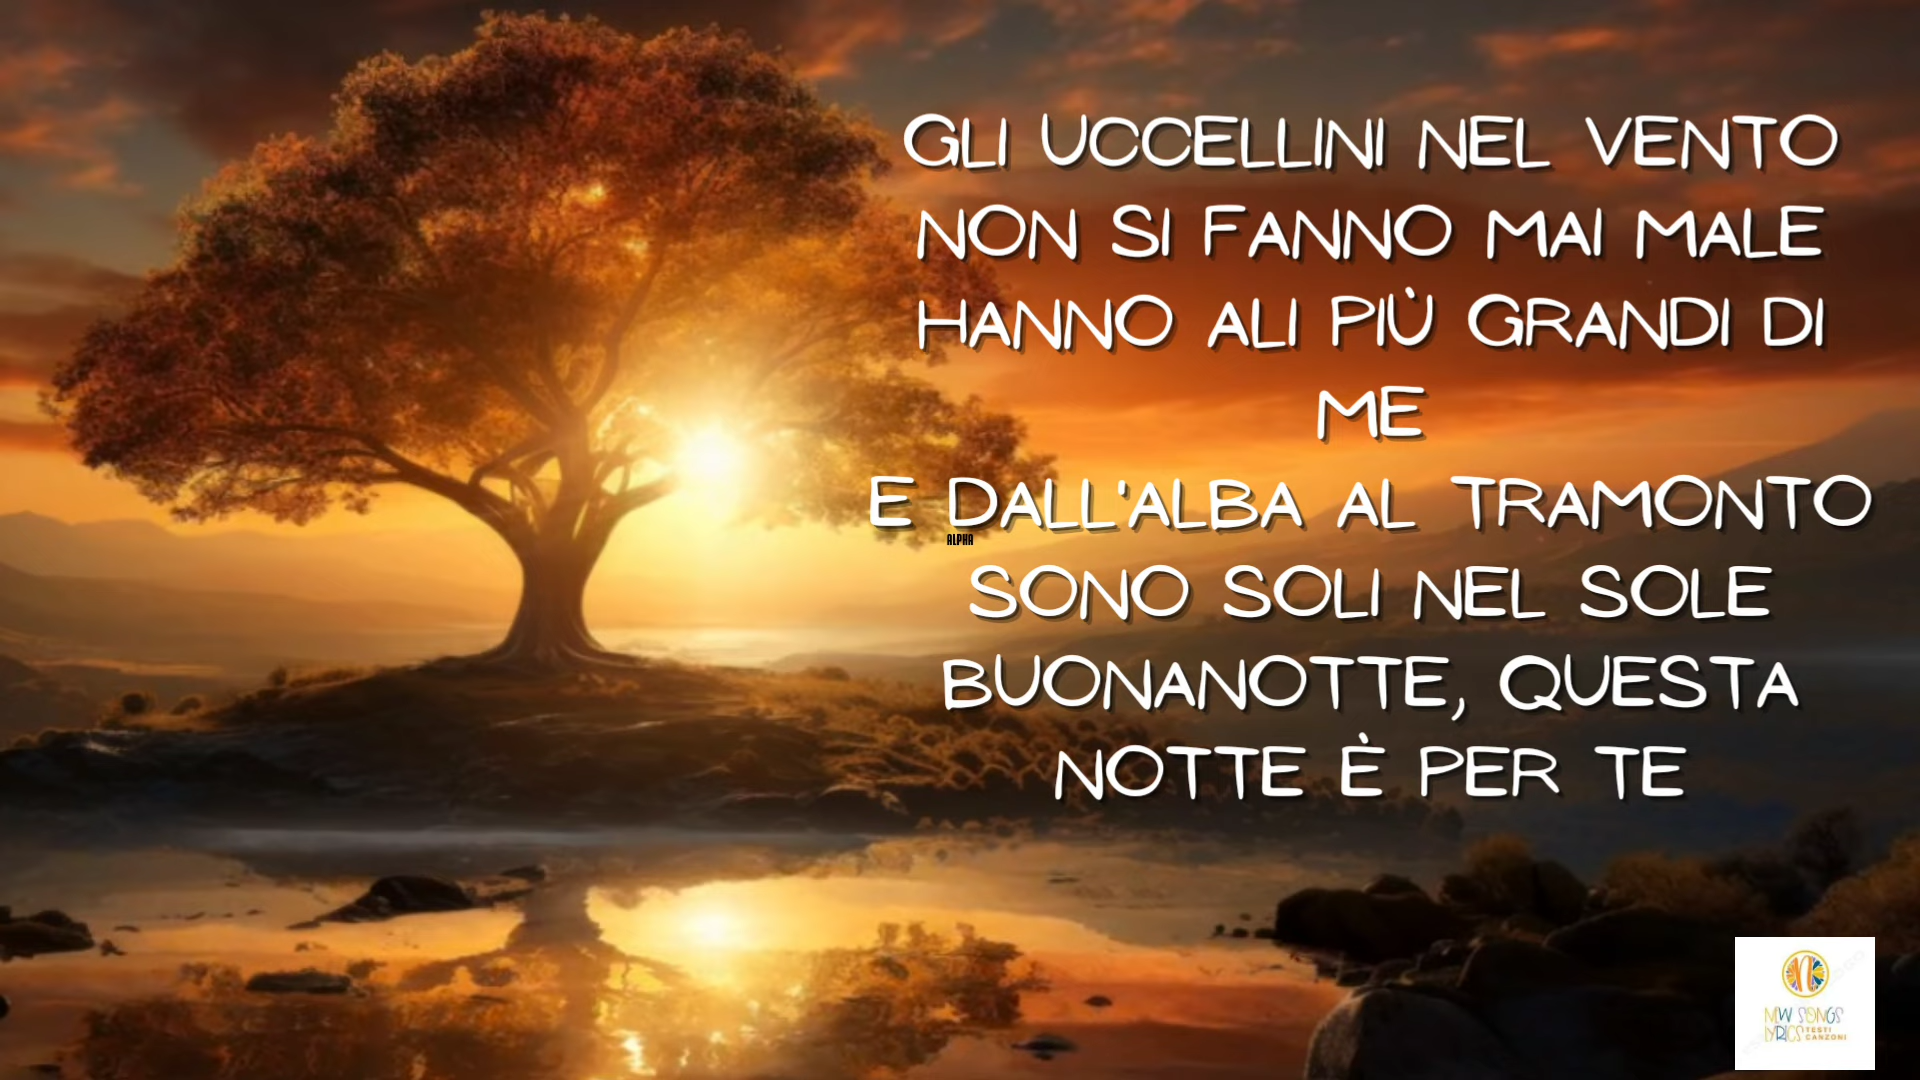 GLI UCCELLINI NEL VENTO
NON SI FANNO MAI MALE
HANNO ALI PIÙ GRANDI DI
ME
E DALL'ALBA AL TRAMONTO
ALPHA
SONO SOLI NEL SOLE
BUONANOTTE, QUESTA
NOTTE È PER TE
NEW SONGS
LYRICS TESTI
CANZONI